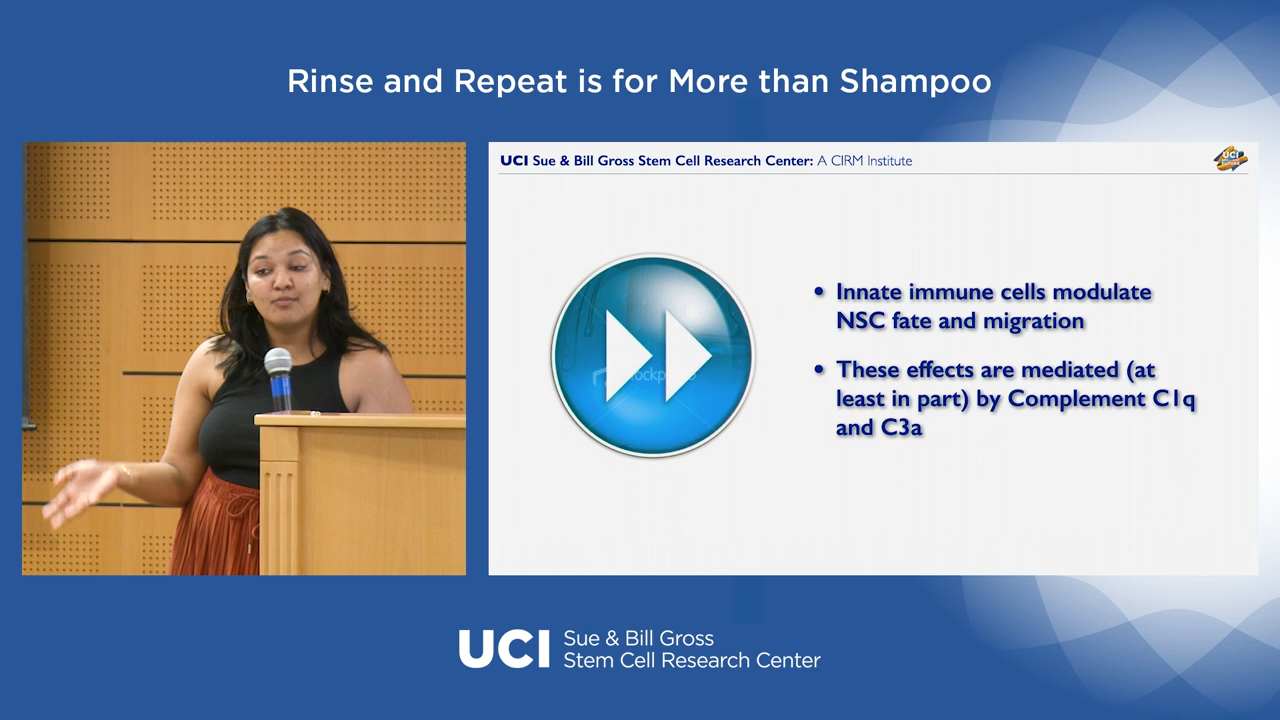 Rinse and Repeat is for More than Shampoo
UCI Sue & Bill Gross Stem Cell Research Center: A CIRM Institute
UCI
• Innate immune cells modulate
NSC fate and migration
• These effects are mediated (at
least in part) by Complement C1q
and C3a
UCI Sue & Bill Gross
Stem Cell Research Center